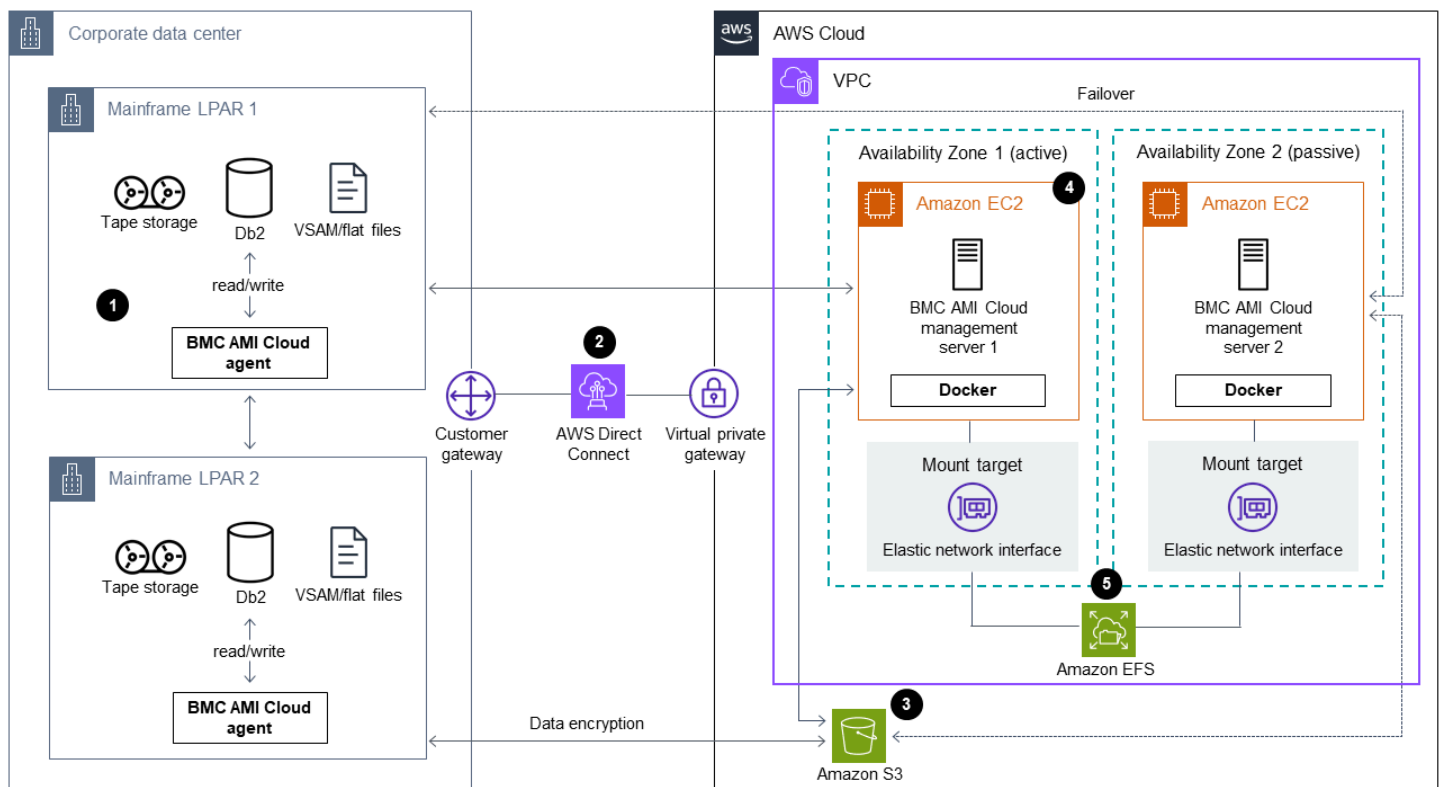 Corporate data center
Mainframe LPAR 1
Tape storage
Db2
VSAM/flat files
read/write
1
BMC AMI Cloud
agent
Mainframe LPAR 2
Tape storage
Db2
VSAM/flat files
read/write
BMC AMI Cloud
agent
Customer
gateway
2
AWS Direct
Connect
Virtual private
gateway
Data encryption
aws
AWS Cloud
VPC
Failover
Availability Zone 1 (active)
4
Amazon EC2
BMC AMI Cloud
management
server 1
Docker
Mount target
Elastic network interface
Availability Zone 2 (passive)
Amazon EC2
BMC AMI Cloud
management
server 2
Docker
Mount target
Elastic network interface
5
Amazon EFS
3
Amazon S3